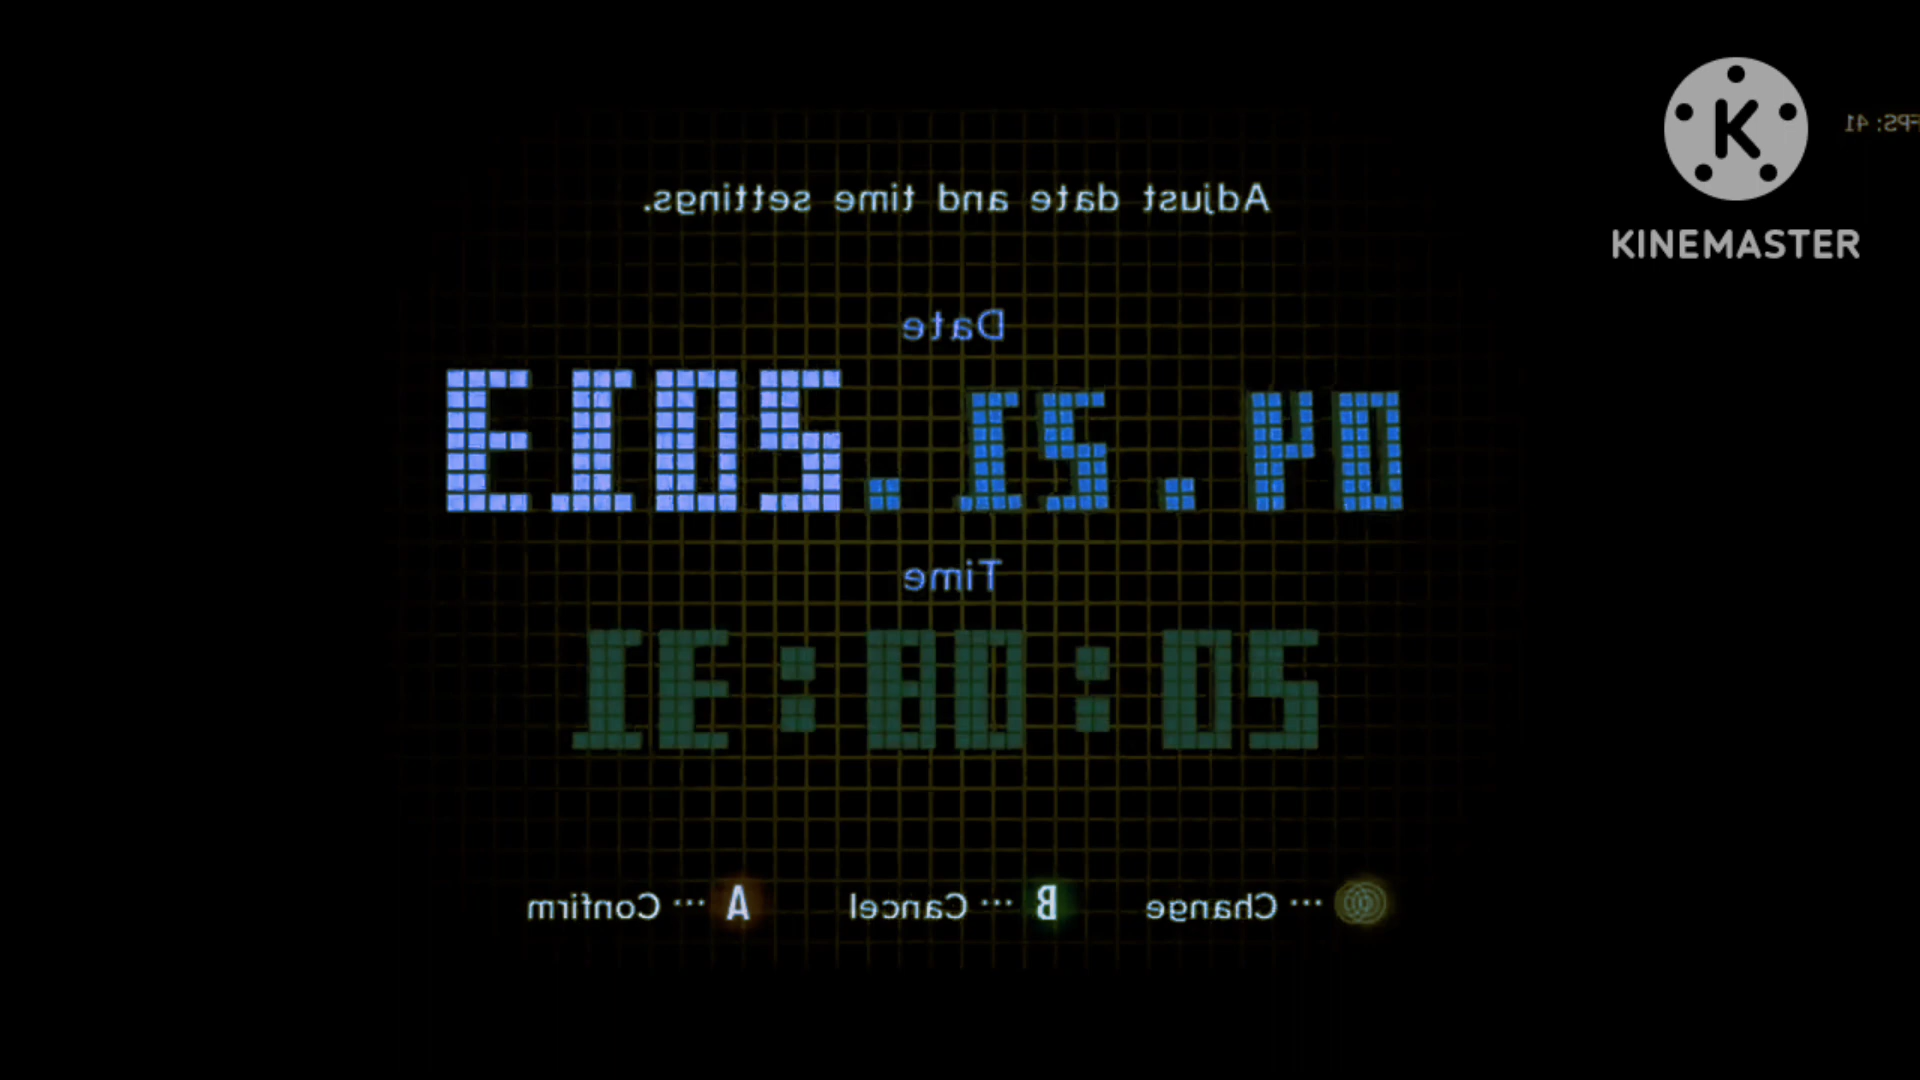 KINEMASTER
FPS: 41
Adjust date and time settings.
Date
04.21.2013
Time
20:08:31
··· Change B ··· Cancel A ··· Confirm